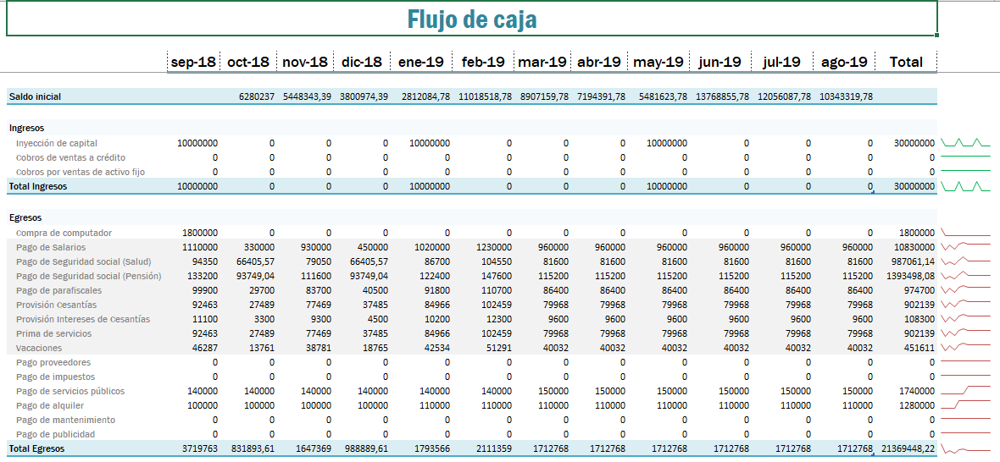 Flujo de caja
sep-18 oct-18 nov-18 dic-18 ene-19 feb-19 mar-19 abr-19 may-19 jun-19 jul-19 ago-19 Total
Saldo inicial 6280237 5448343,39 3800974,39 2812084,78 11018518,78 8907159,78 7194391,78 5481623,78 13768855,78 12056087,78 10343319,78
Ingresos
Inyección de capital 10000000 0 0 0 10000000 0 0 0 10000000 0 0 0 30000000
Cobros de ventas a crédito 0 0 0 0 0 0 0 0 0 0 0 0 0
Cobros por ventas de activo fijo 0 0 0 0 0 0 0 0 0 0 0 0 0
Total Ingresos 10000000 0 0 0 10000000 0 0 0 10000000 0 0 0 30000000
Egresos
Compra de computador 1800000 0 0 0 0 0 0 0 0 0 0 0 1800000
Pago de Salarios 1110000 330000 930000 450000 1020000 1230000 960000 960000 960000 960000 960000 960000 10830000
Pago de Seguridad social (Salud) 94350 66405,57 79050 66405,57 86700 104550 81600 81600 81600 81600 81600 81600 987061,14
Pago de Seguridad social (Pensión) 133200 93749,04 111600 93749,04 122400 147600 115200 115200 115200 115200 115200 115200 1393498,08
Pago de parafiscales 99900 29700 83700 40500 91800 110700 86400 86400 86400 86400 86400 86400 974700
Provisión Cesantías 92463 27489 77469 37485 84966 102459 79968 79968 79968 79968 79968 79968 902139
Provisión Intereses de Cesantías 11100 3300 9300 4500 10200 12300 9600 9600 9600 9600 9600 9600 108300
Prima de servicios 92463 27489 77469 37485 84966 102459 79968 79968 79968 79968 79968 79968 902139
Vacaciones 46287 13761 38781 18765 42534 51291 40032 40032 40032 40032 40032 40032 451611
Pago proveedores 0 0 0 0 0 0 0 0 0 0 0 0 0
Pago de impuestos 0 0 0 0 0 0 0 0 0 0 0 0 0
Pago de servicios públicos 140000 140000 140000 140000 140000 140000 150000 150000 150000 150000 150000 150000 1740000
Pago de alquiler 100000 100000 100000 100000 110000 110000 110000 110000 110000 110000 110000 110000 1280000
Pago de mantenimiento 0 0 0 0 0 0 0 0 0 0 0 0 0
Pago de publicidad 0 0 0 0 0 0 0 0 0 0 0 0 0
Total Egresos 3719763 831893,61 1647369 988889,61 1793566 2111359 1712768 1712768 1712768 1712768 1712768 1712768 21369448,22